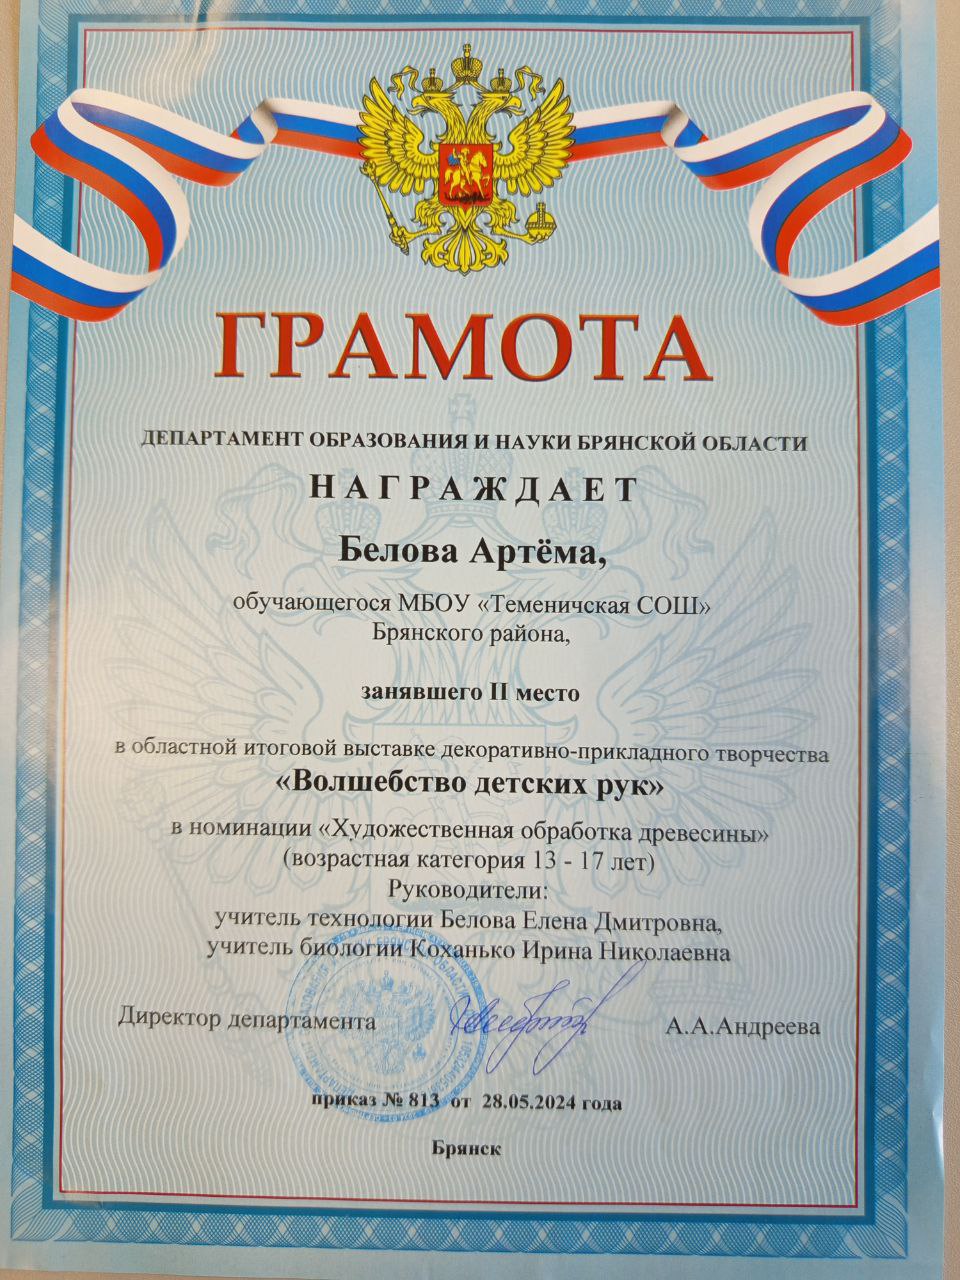 ГРАМОТА
ДЕПАРТАМЕНТ ОБРАЗОВАНИЯ И НАУКИ БРЯНСКОЙ ОБЛАСТИ
НАГРАЖДАЕТ
Белова Артёма,
обучающегося МБОУ «Теменичская СОШ»
Брянского района,
занявшего II место
в областной итоговой выставке декоративно-прикладного творчества
«Волшебство детских рук»
в номинации «Художественная обработка древесины»
(возрастная категория 13 - 17 лет)
Руководители:
учитель технологии Белова Елена Дмитровна,
учитель биологии Коханько Ирина Николаевна
Директор департамента А.А.Андреева
приказ № 813 от 28.05.2024 года
Брянск